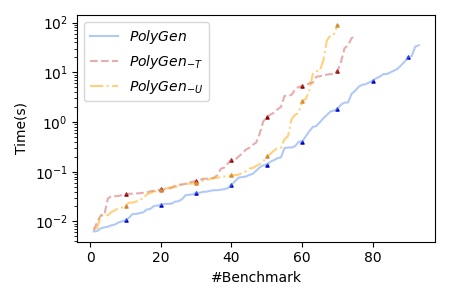 PolyGen
PolyGen₋T
PolyGen₋U
Time(s)
10²
10¹
10⁰
10⁻¹
10⁻²
0 20 40 60 80
#Benchmark